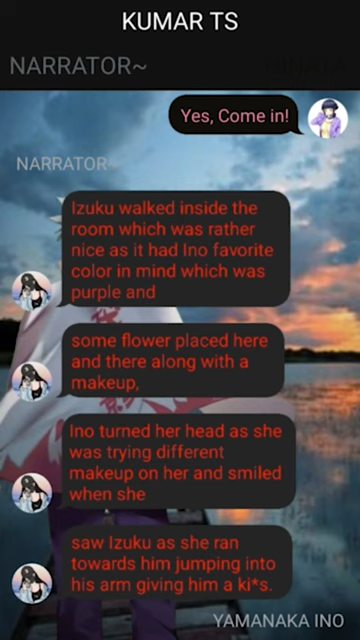 KUMAR TS
NARRATOR~
HINATA
Yes, Come in!
NARRATOR~
Izuku walked inside the
room which was rather
nice as it had Ino favorite
color in mind which was
purple and
some flower placed here
and there along with a
makeup,
Ino turned her head as she
was trying different
makeup on her and smiled
when she
saw Izuku as she ran
towards him jumping into
his arm giving him a ki*s.
YAMANAKA INO